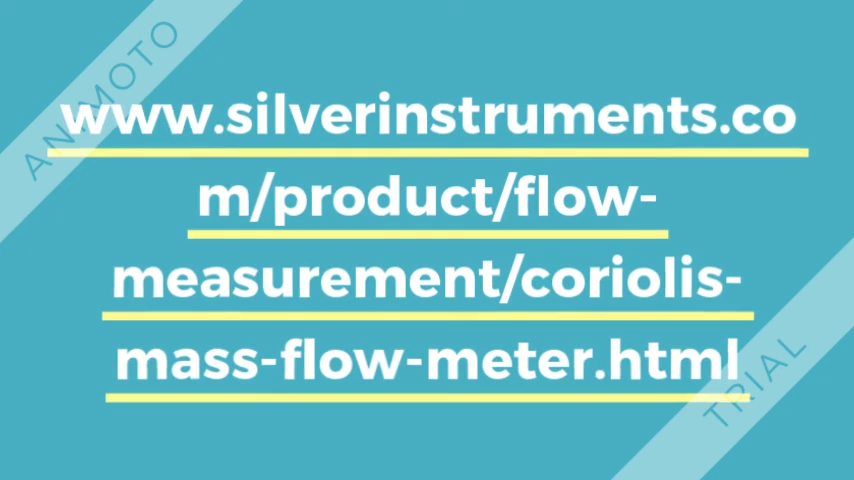 ANIMOTO
www.silverinstruments.co
m/product/flow-
measurement/coriolis-
mass-flow-meter.html
TRIAL